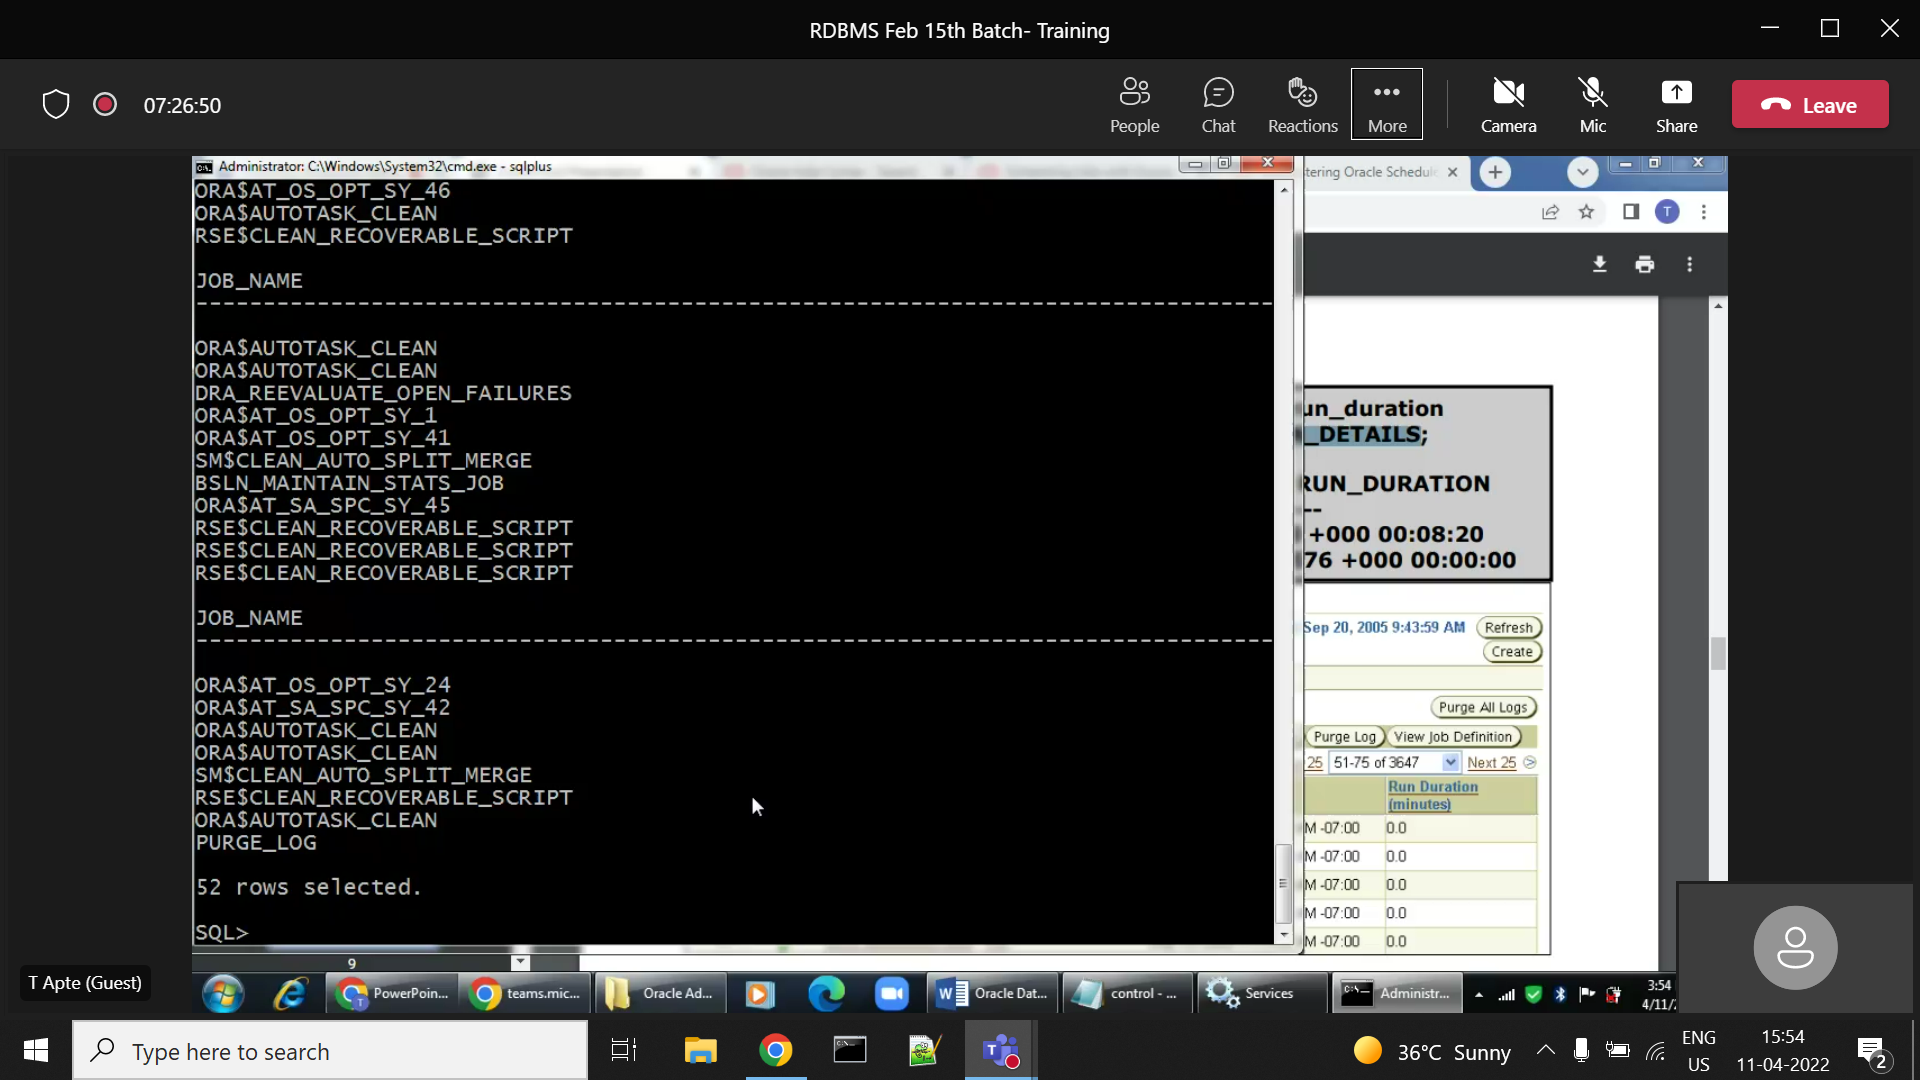 RDBMS Feb 15th Batch- Training
07:26:50
People
Chat
Reactions
More
Camera
Mic
Share
Leave
Administrator: C:\Windows\System32\cmd.exe - sqlplus
ORA$AT_OS_OPT_SY_46
ORA$AUTOTASK_CLEAN
RSE$CLEAN_RECOVERABLE_SCRIPT
JOB_NAME
--------------------------------------------------------------------------------
ORA$AUTOTASK_CLEAN
ORA$AUTOTASK_CLEAN
DRA_REEVALUATE_OPEN_FAILURES
ORA$AT_OS_OPT_SY_1
ORA$AT_OS_OPT_SY_41
SM$CLEAN_AUTO_SPLIT_MERGE
BSLN_MAINTAIN_STATS_JOB
ORA$AT_SA_SPC_SY_45
RSE$CLEAN_RECOVERABLE_SCRIPT
RSE$CLEAN_RECOVERABLE_SCRIPT
RSE$CLEAN_RECOVERABLE_SCRIPT
JOB_NAME
--------------------------------------------------------------------------------
ORA$AT_OS_OPT_SY_24
ORA$AT_SA_SPC_SY_42
ORA$AUTOTASK_CLEAN
ORA$AUTOTASK_CLEAN
SM$CLEAN_AUTO_SPLIT_MERGE
RSE$CLEAN_RECOVERABLE_SCRIPT
ORA$AUTOTASK_CLEAN
PURGE_LOG
52 rows selected.
SQL>
tering Oracle Schedul
T
un_duration
_DETAILS;
RUN_DURATION
--
+000 00:08:20
76 +000 00:00:00
Sep 20, 2005 9:43:59 AM
Refresh
Create
Purge All Logs
Purge Log
View Job Definition
25
51-75 of 3647
Next 25
Run Duration
(minutes)
M -07:00 0.0
M -07:00 0.0
M -07:00 0.0
M -07:00 0.0
M -07:00 0.0
9
T Apte (Guest)
PowerPoin...
teams.mic...
Oracle Ad...
Oracle Dat...
control - ...
Services
Administr...
3:54
4/11/
Type here to search
36°C Sunny
ENG
US
15:54
11-04-2022
2